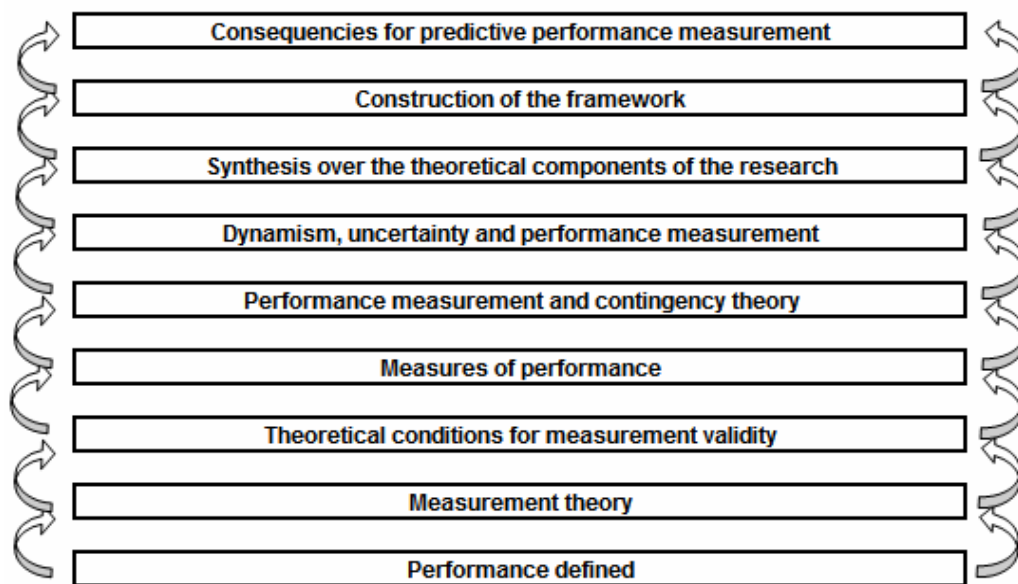 Consequencies for predictive performance measurement
Construction of the framework
Synthesis over the theoretical components of the research
Dynamism, uncertainty and performance measurement
Performance measurement and contingency theory
Measures of performance
Theoretical conditions for measurement validity
Measurement theory
Performance defined